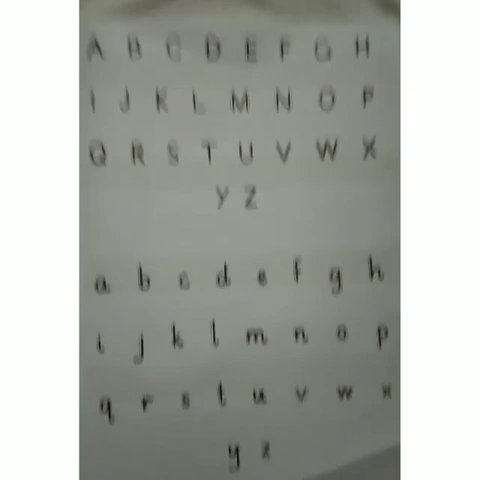 A B C D E F G H
I J K L M N O P
Q R S T U V W X
Y Z
a b c d e f g h
i j k l m n o p
q r s t u v w x
y z